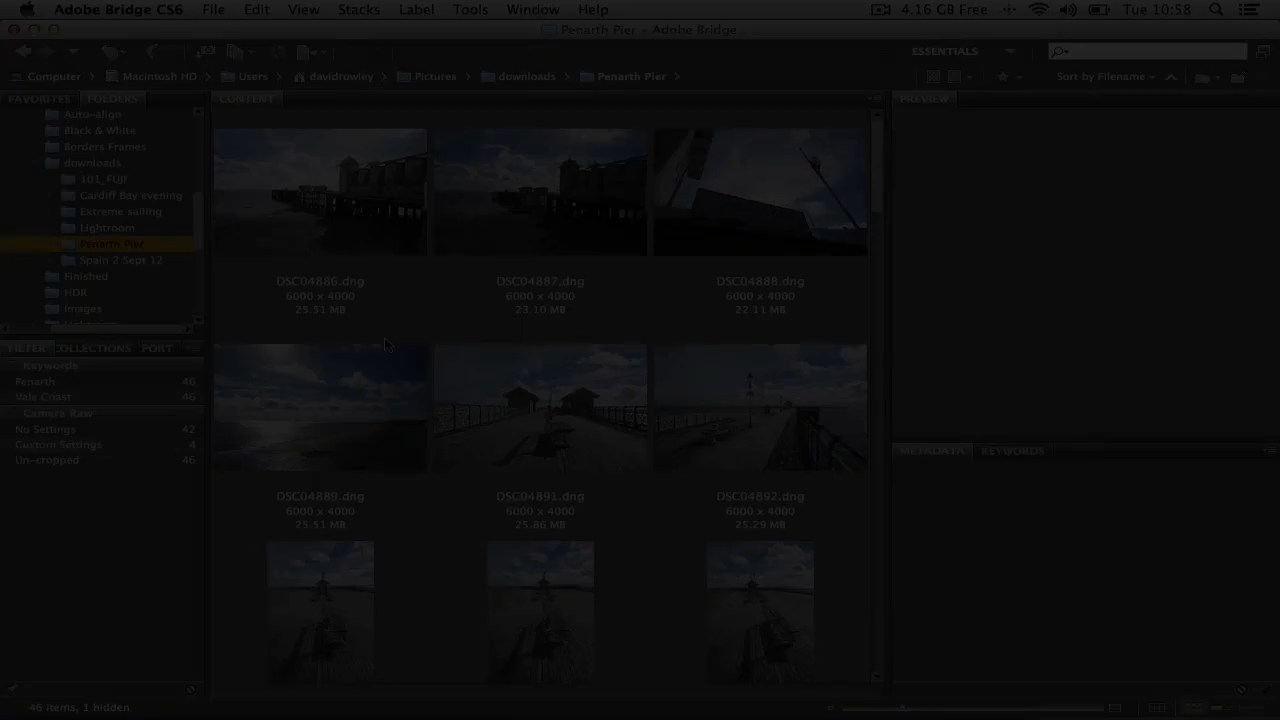 Adobe Bridge CS6 File Edit View Stacks Label Tools Window Help 4.16 GB Free Tue 10:58
Penarth Pier - Adobe Bridge
ESSENTIALS
Computer Macintosh HD Users davidrowley Pictures downloads Penarth Pier Sort by Filename
FAVORITES FOLDERS CONTENT PREVIEW
Auto-align
Black & White
Borders Frames
downloads
103_FUJI
Cardiff Bay evening
Extreme sailing
Lightroom
Penarth Pier
Spain 2 Sept 12
Finished
HDR
Images
FILTER COLLECTIONS PORT
Keywords
Penarth 46
Vale Coast 46
Camera Raw
No Settings 42
Custom Settings 4
Un-cropped 46
DSC04886.dng DSC04887.dng DSC04888.dng
6000 x 4000 6000 x 4000 6000 x 4000
25.51 MB 23.10 MB 22.11 MB
DSC04889.dng DSC04891.dng DSC04892.dng
6000 x 4000 6000 x 4000 6000 x 4000
25.51 MB 25.86 MB 25.29 MB
METADATA KEYWORDS
46 items, 1 hidden